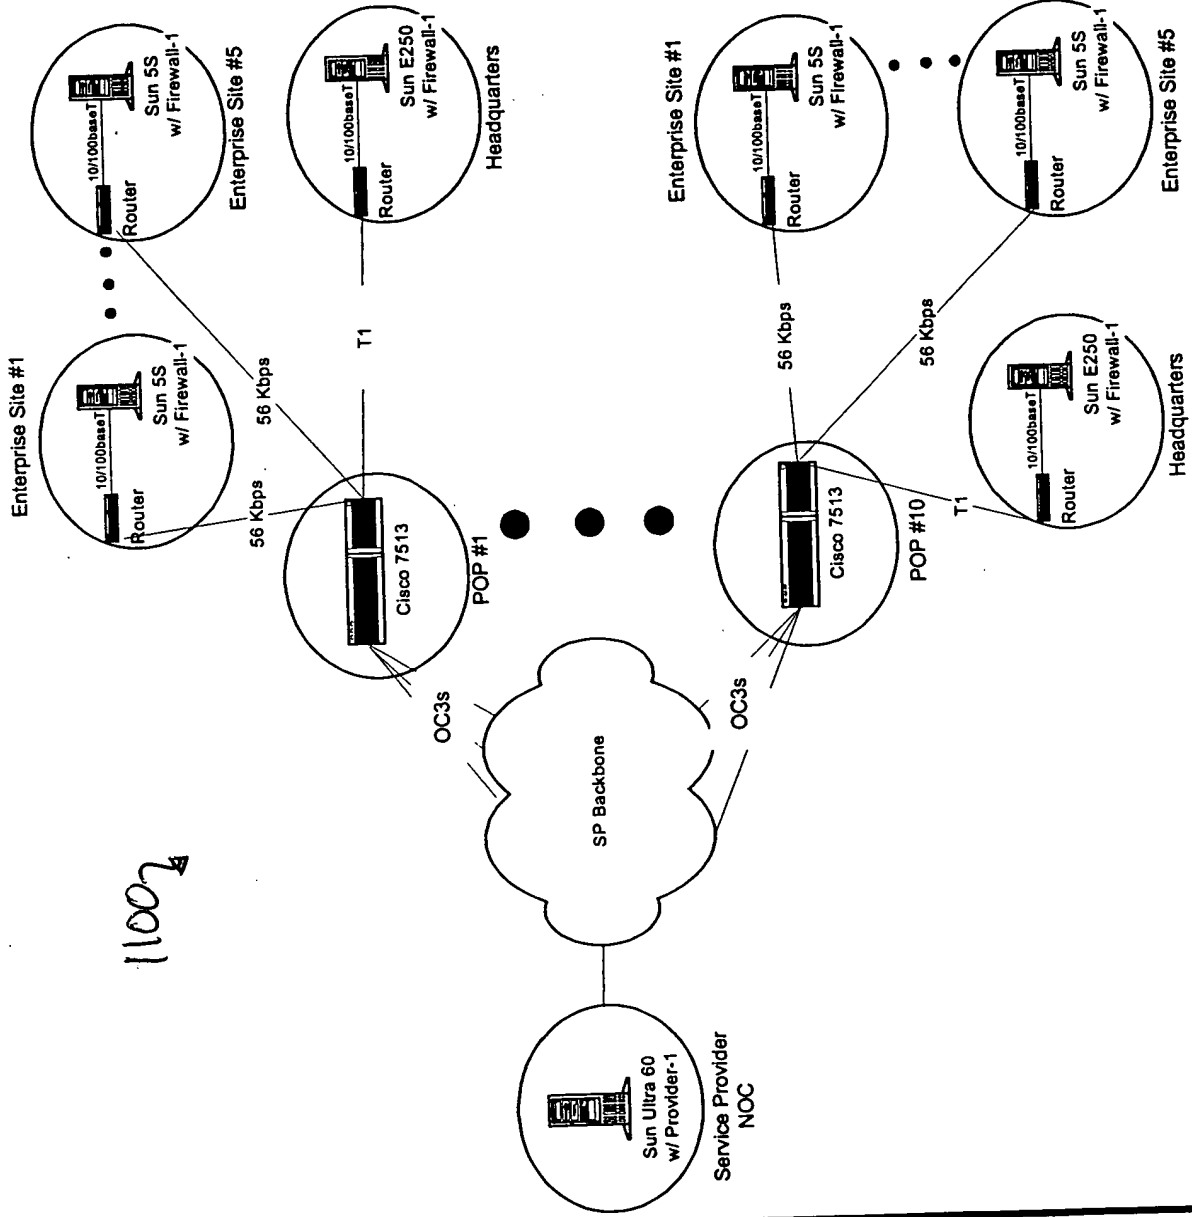 Enterprise Site #1
Router
10/100baseT
Sun 5S
w/ Firewall-1
56 Kbps
Enterprise Site #5
Router
10/100baseT
Sun 5S
w/ Firewall-1
56 Kbps
Headquarters
Router
10/100baseT
Sun E250
w/ Firewall-1
T1
Cisco 7513
POP #1
OC3s
Enterprise Site #1
Router
10/100baseT
Sun 5S
w/ Firewall-1
56 Kbps
Enterprise Site #5
Router
10/100baseT
Sun 5S
w/ Firewall-1
56 Kbps
Headquarters
Router
10/100baseT
Sun E250
w/ Firewall-1
T1
Cisco 7513
POP #10
OC3s
SP Backbone
Sun Ultra 60
w/ Provider-1
Service Provider
NOC
1100